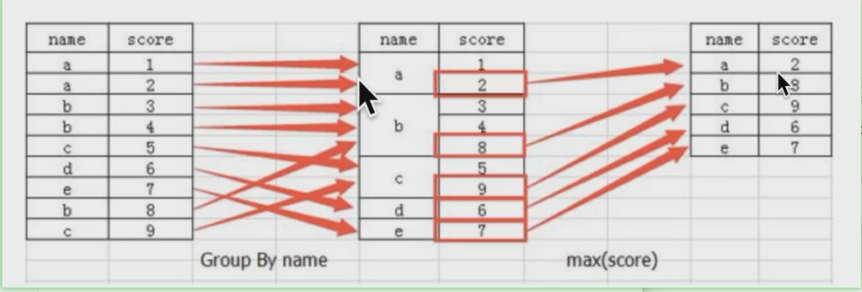 name score name score name score
a 1 a 1 a 2
a 2 2 b 8
b 3 b 3 c 9
b 4 4 d 6
c 5 8 e 7
d 6 c 5
e 7 9
b 8 d 6
c 9 e 7
Group By name max(score)